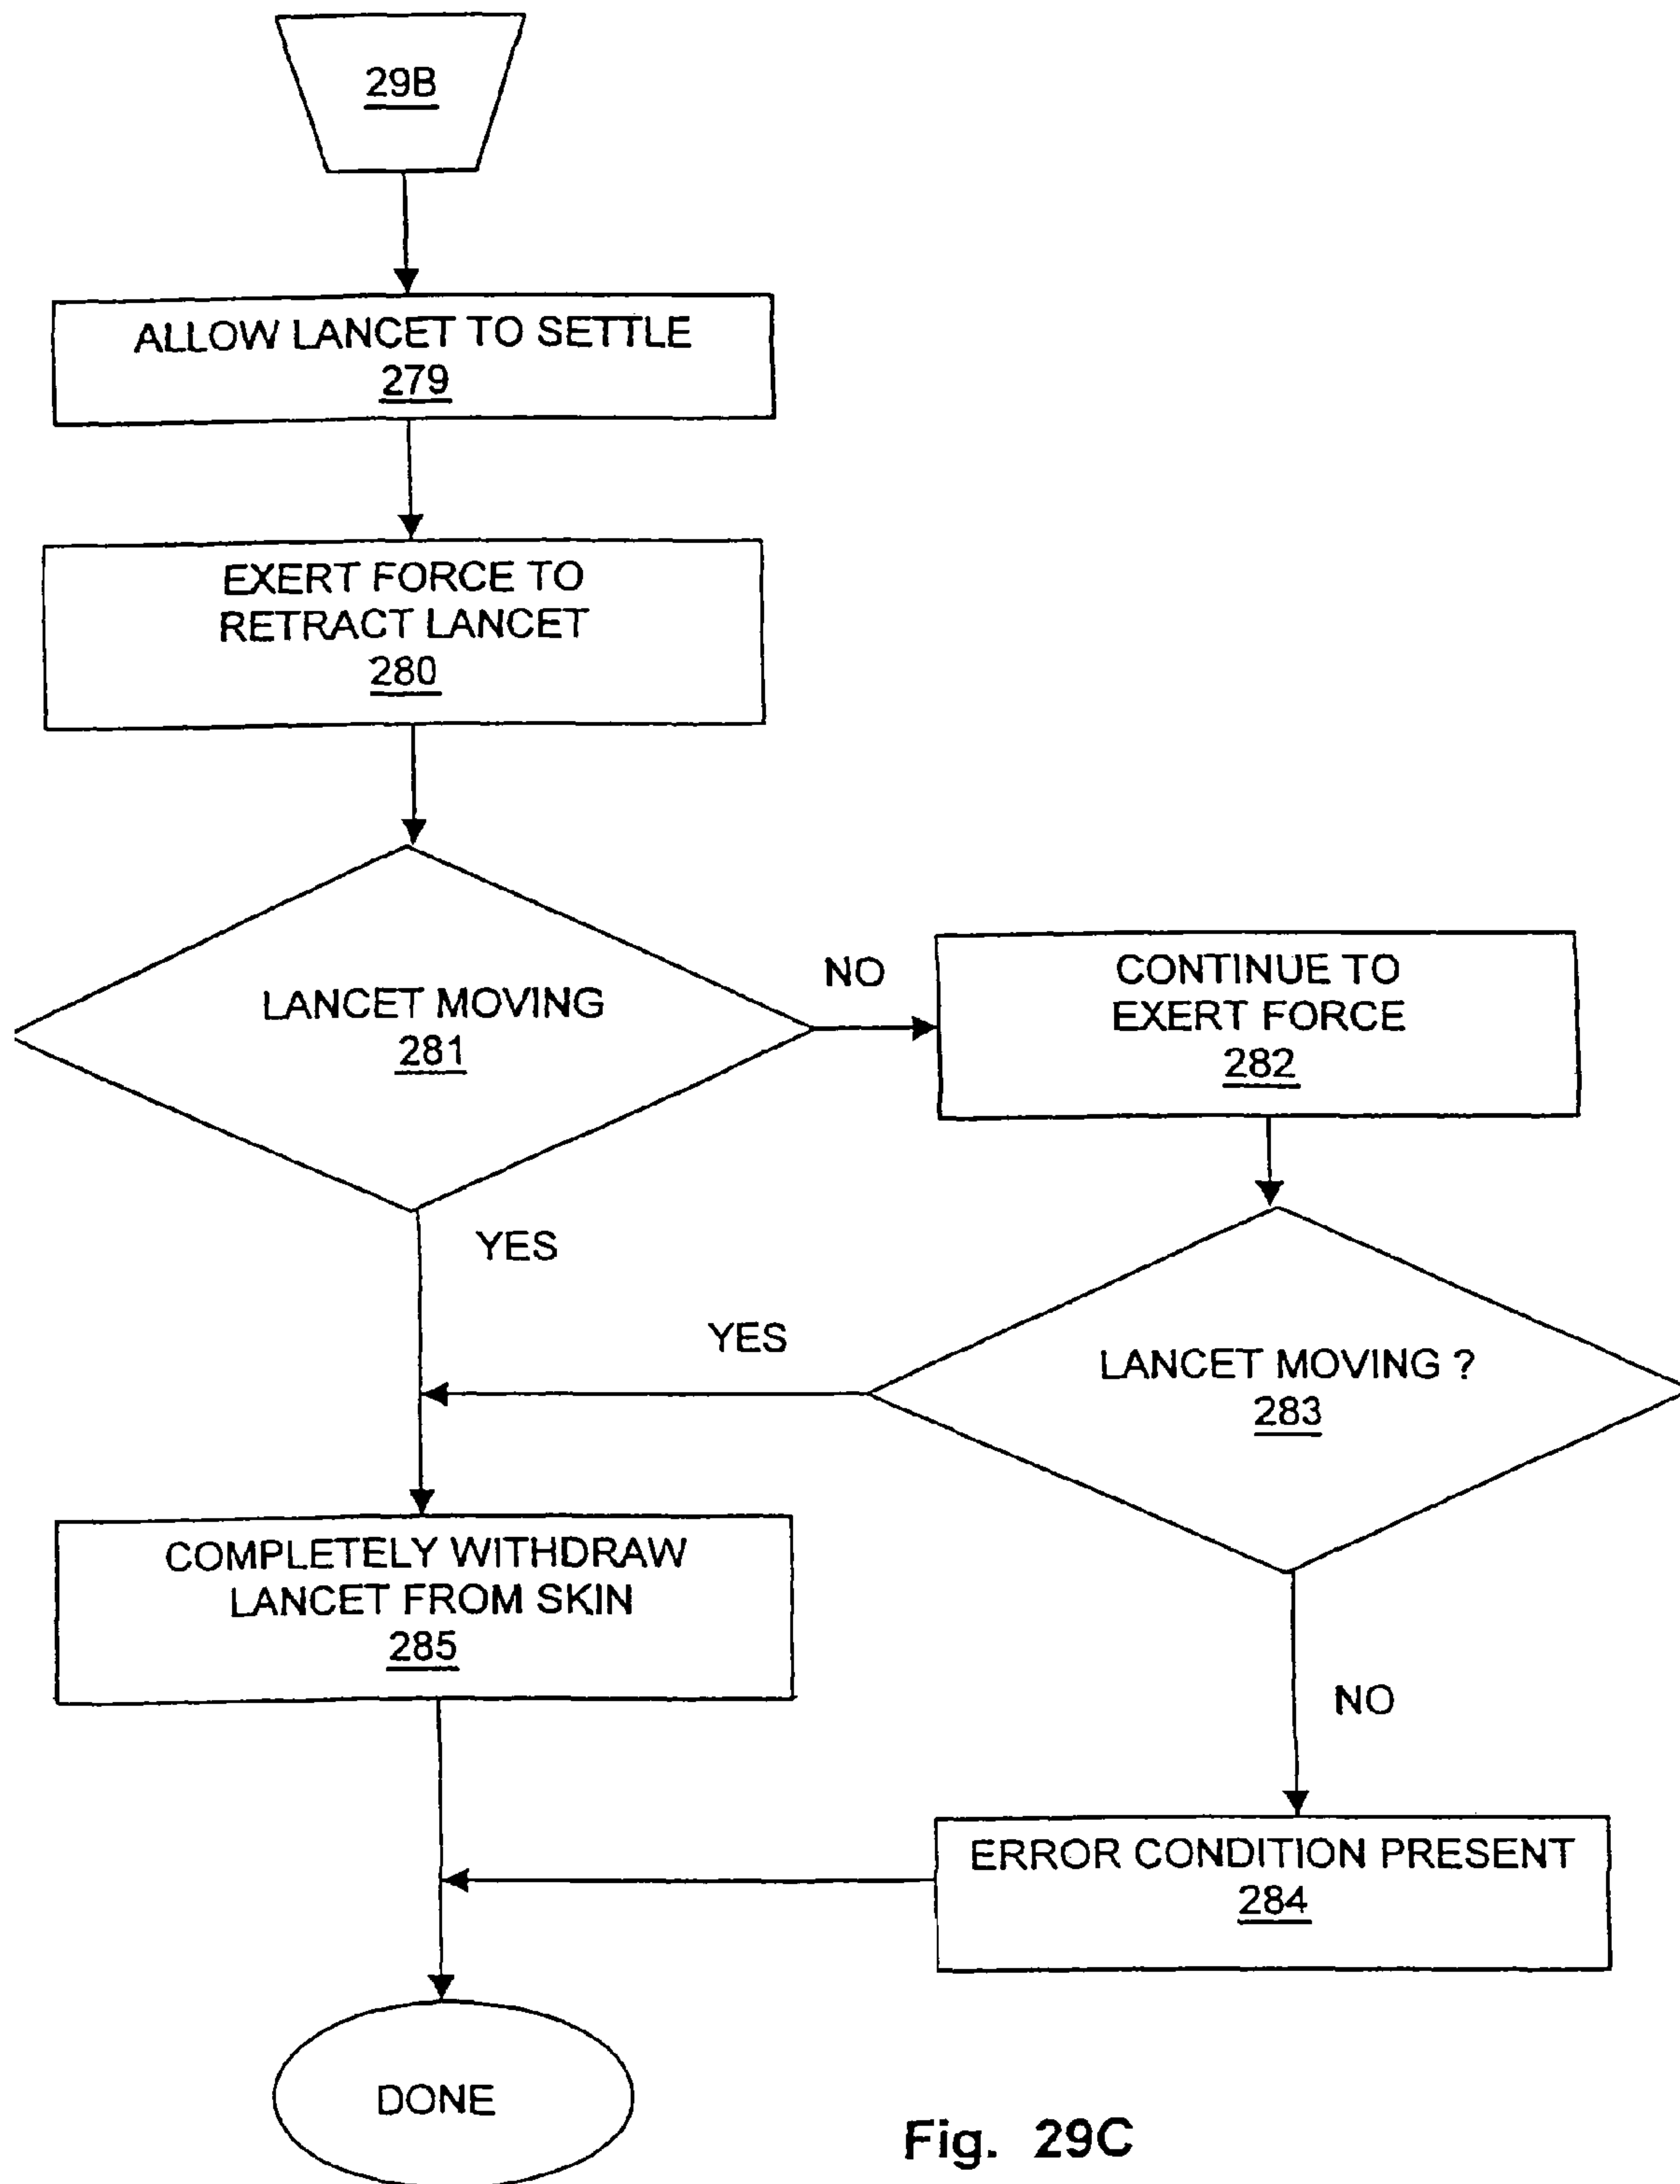 29B
ALLOW LANCET TO SETTLE
279
EXERT FORCE TO
RETRACT LANCET
280
LANCET MOVING
281
NO
CONTINUE TO
EXERT FORCE
282
YES
YES
LANCET MOVING ?
283
COMPLETELY WITHDRAW
LANCET FROM SKIN
285
NO
ERROR CONDITION PRESENT
284
DONE
Fig. 29C